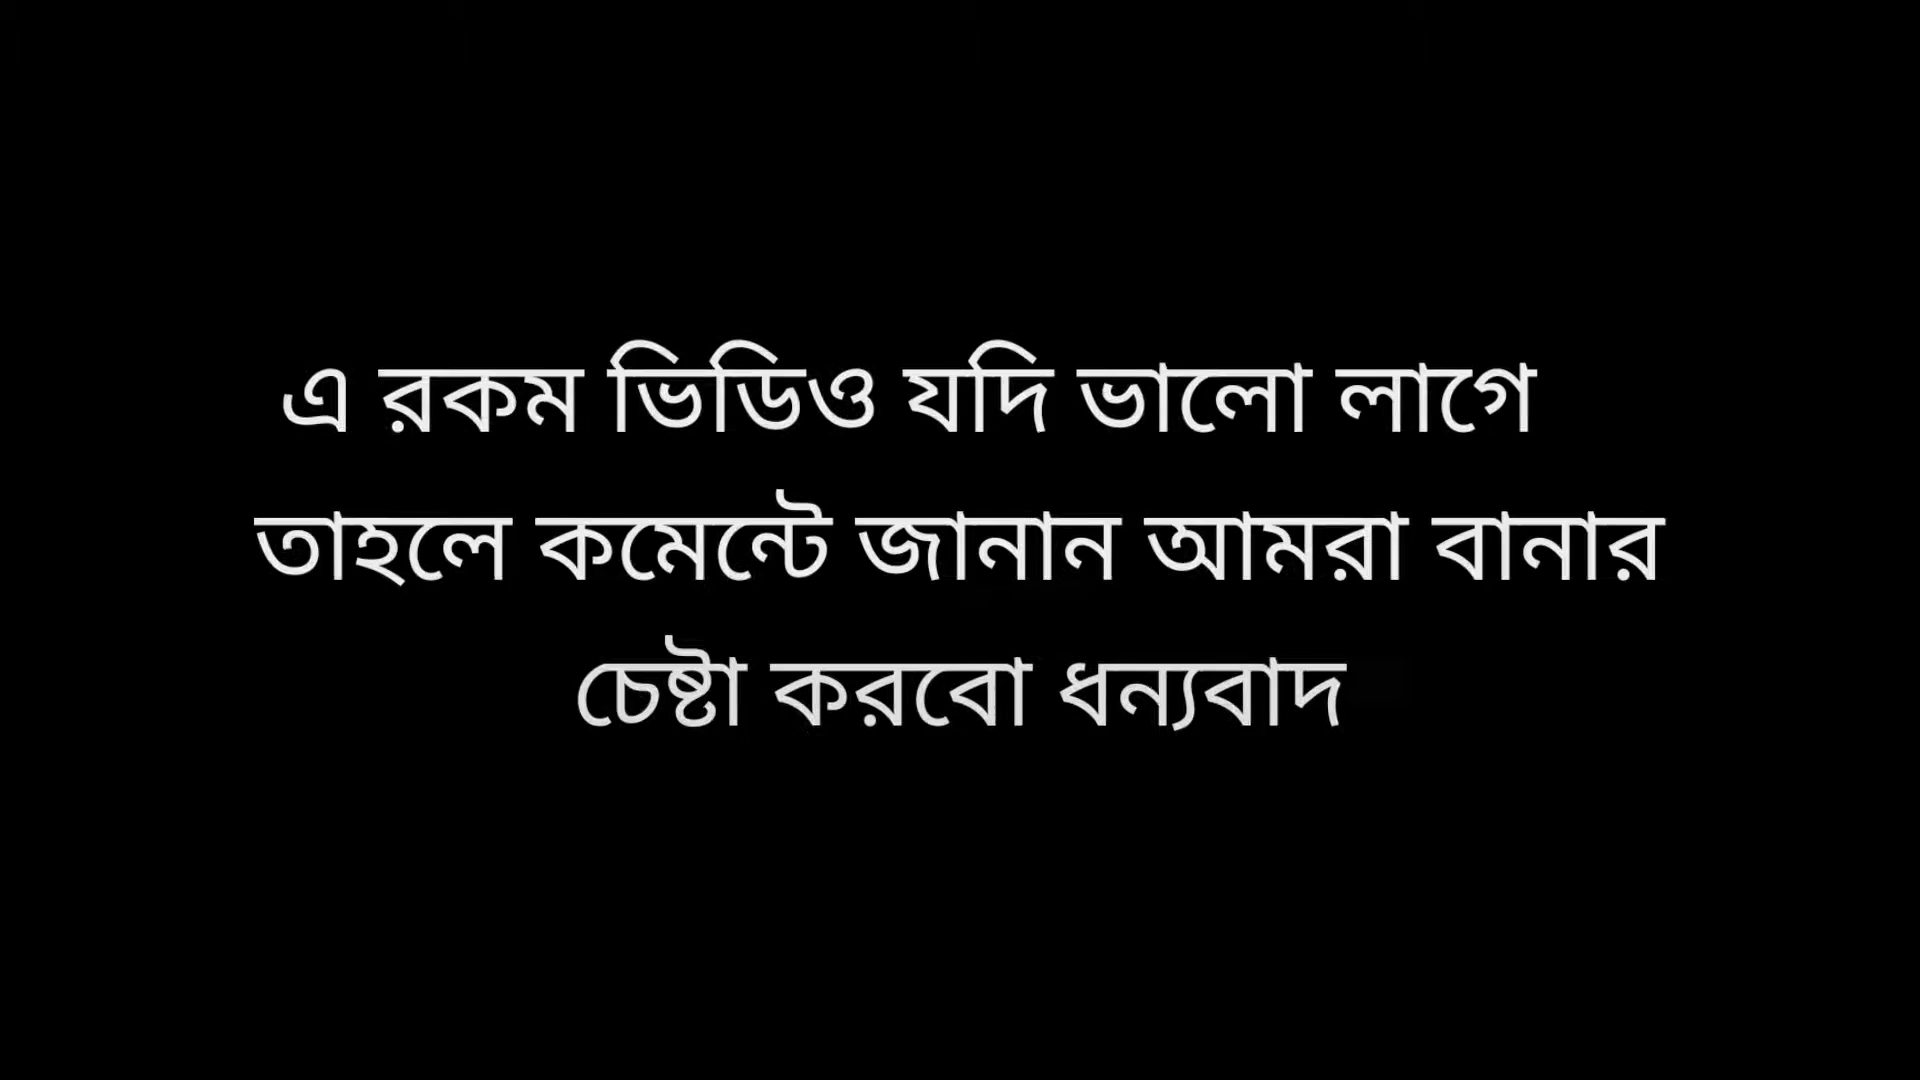 এ রকম ভিডিও যদি ভালো লাগে
তাহলে কমেন্টে জানান আমরা বানার
চেষ্টা করবো ধন্যবাদ